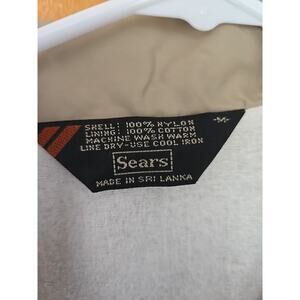 SHELL: 100% NYLON
LINING: 100% COTTON
MACHINE WASH WARM
LINE DRY-USE COOL IRON
Sears
MADE IN SRI LANKA